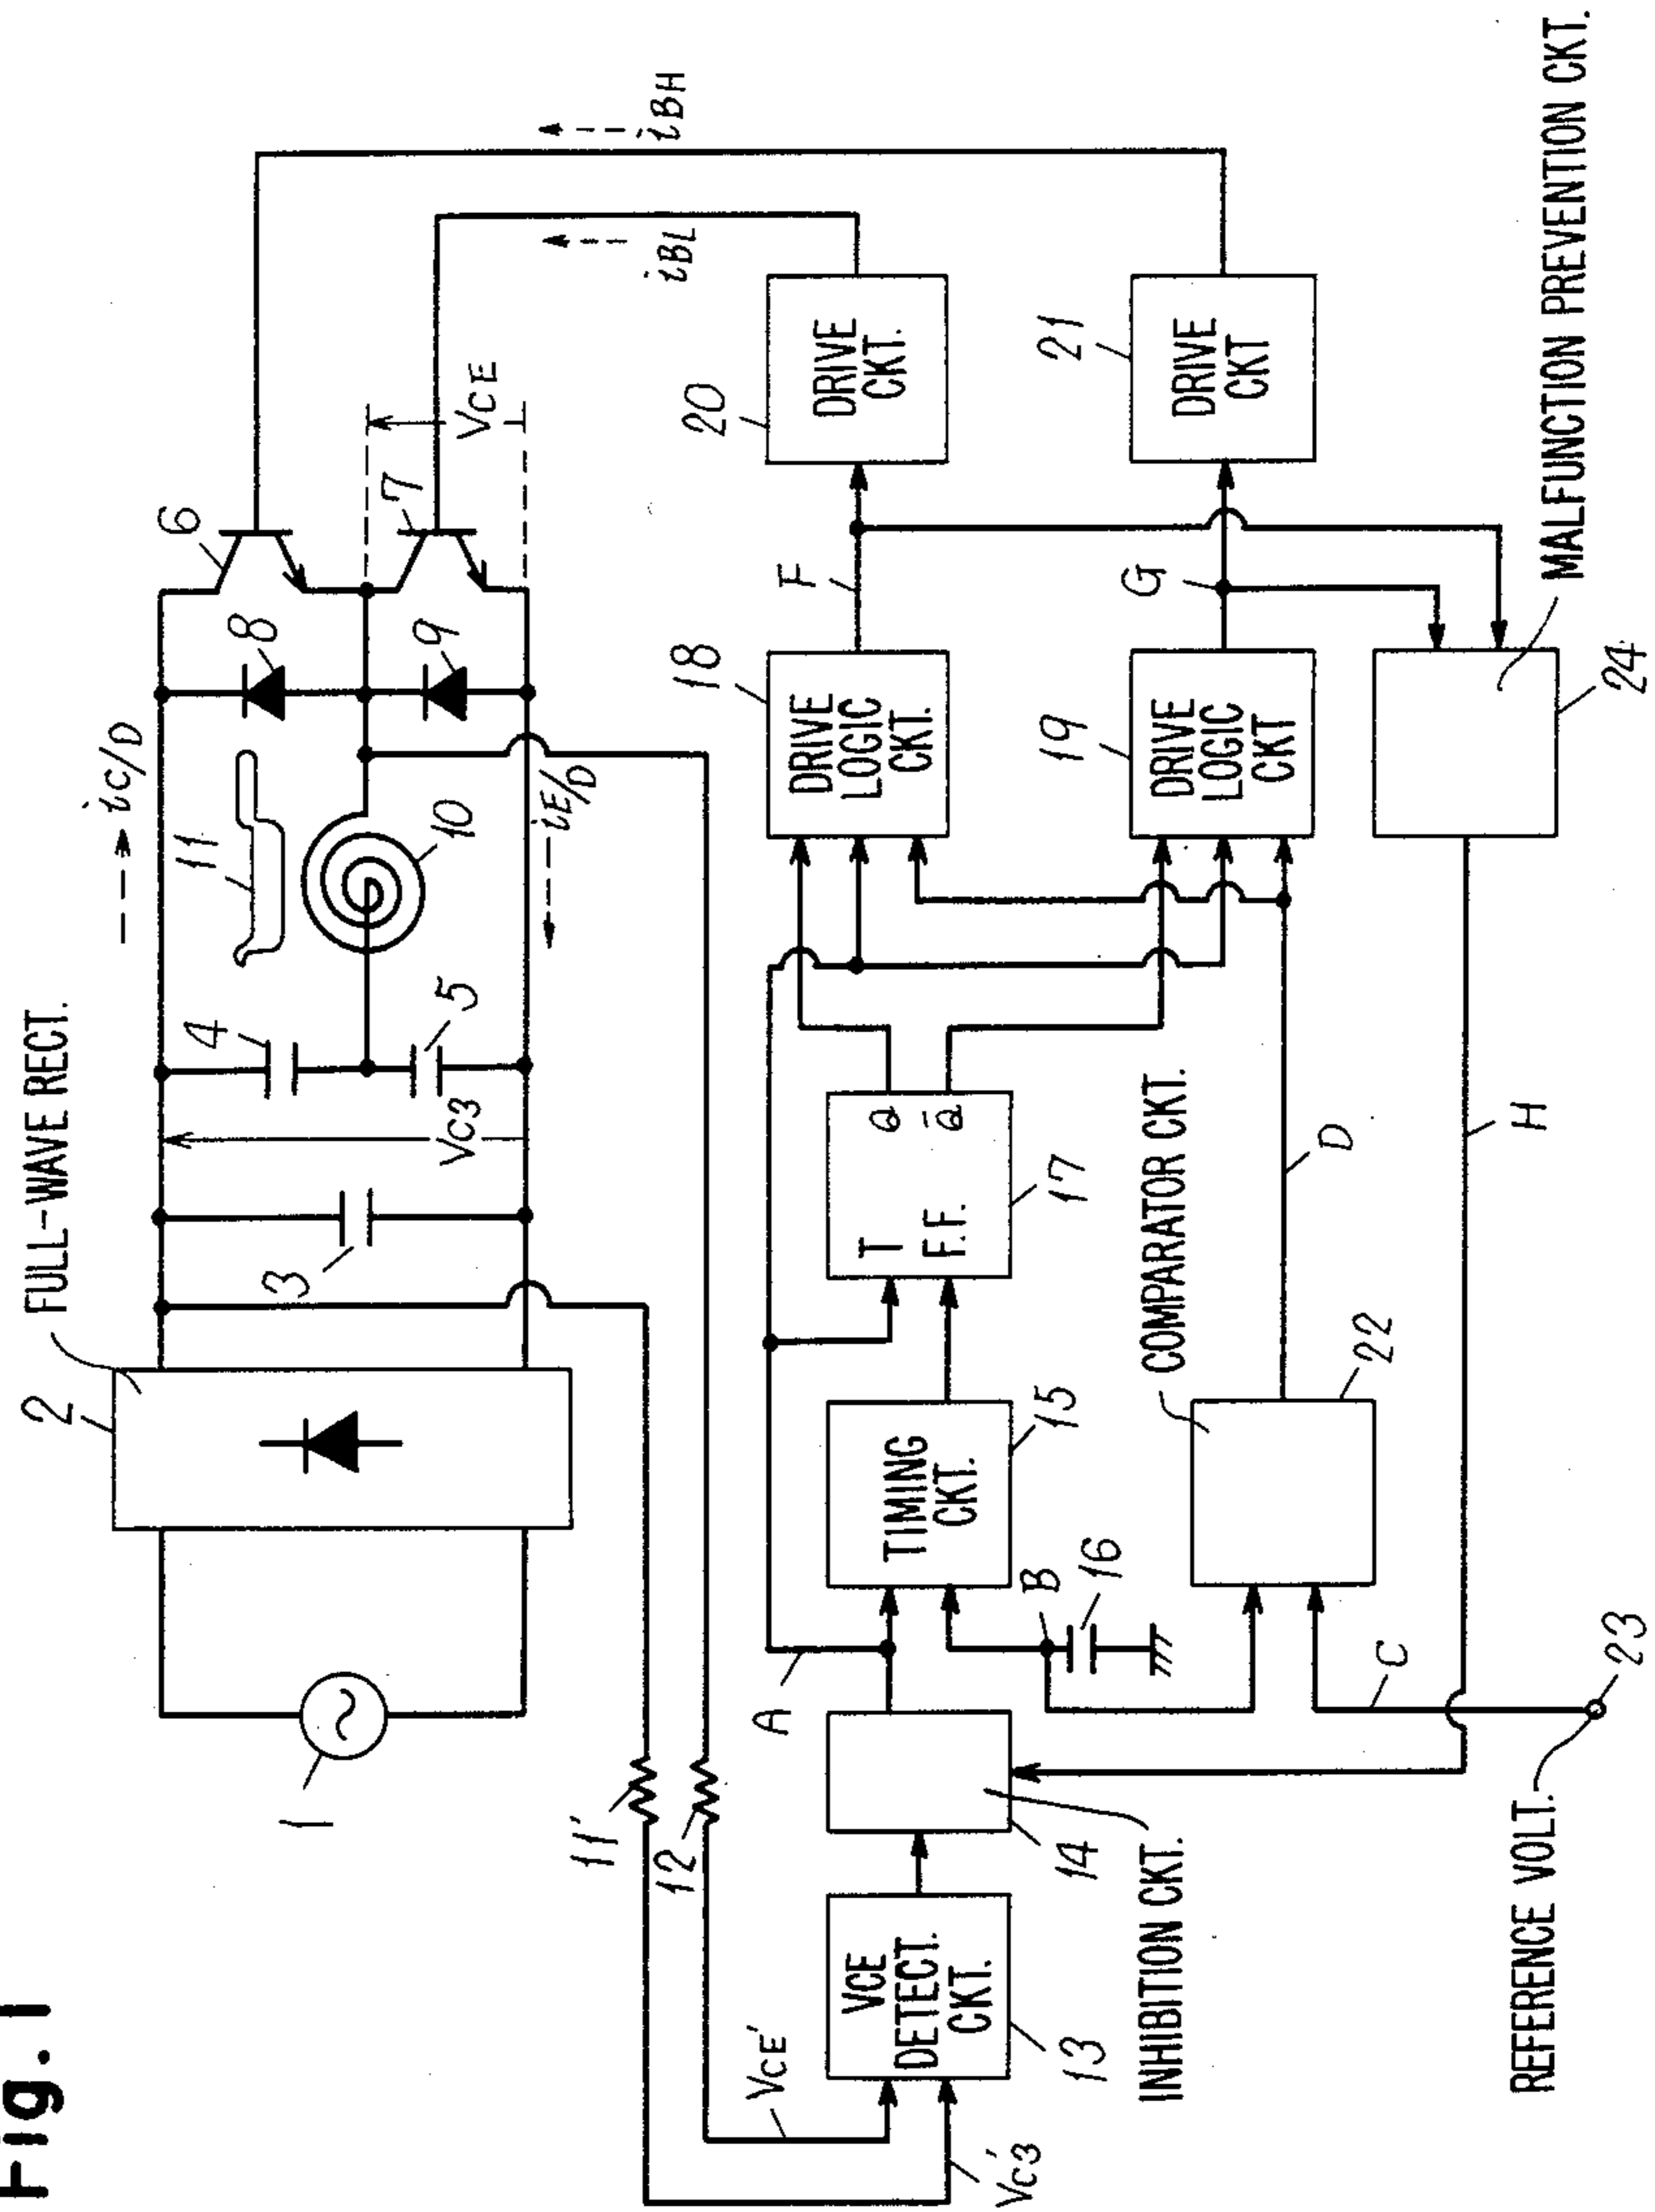 Fig. 1
FULL-WAVE RECT.
2
1
3
VC3
4
5
11
10
iC/D
iE/D
8
9
6
7
VCE
iBH
iBL
11'
12
VCE'
VC3'
VCE
DETECT.
CKT.
13
14
INHIBITION CKT.
A
TIMING
CKT.
15
B
16
T
F.F.
Q
Q̅
17
DRIVE
LOGIC
CKT.
18
F
DRIVE
CKT.
20
DRIVE
LOGIC
CKT
19
G
DRIVE
CKT
21
COMPARATOR CKT.
22
C
D
H
REFERENCE VOLT.
23
24
MALFUNCTION PREVENTION CKT.